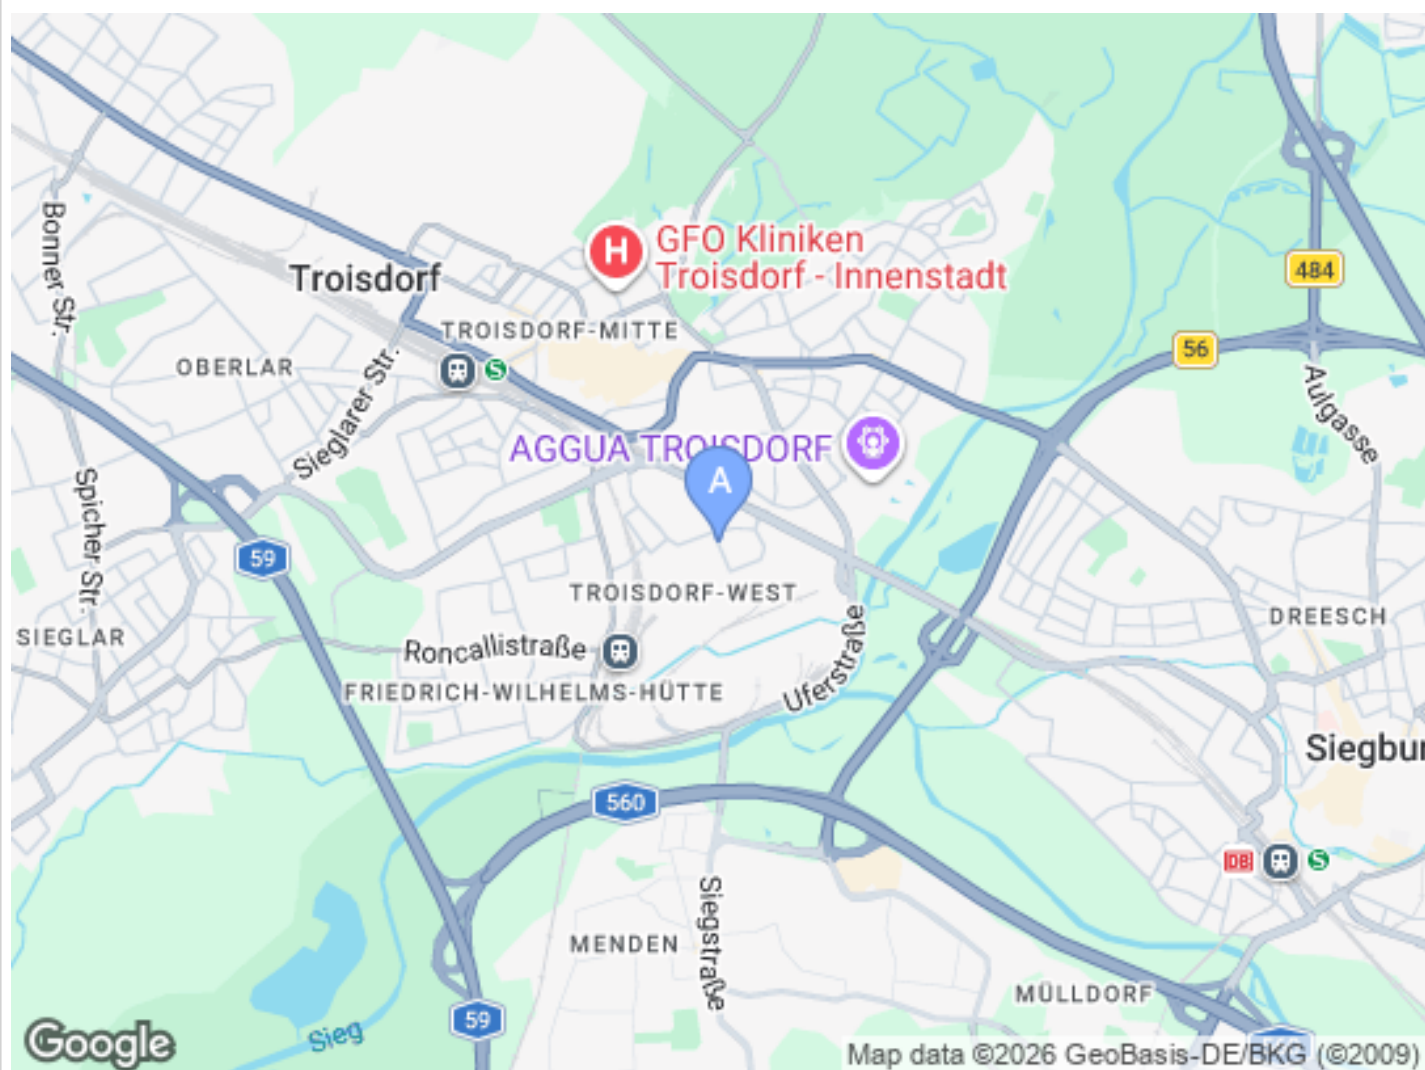 484
GFO Kliniken
Troisdorf - Innenstadt
Bonner Str.
Troisdorf
TROISDORF-MITTE
56
OBERLAR
S
Sieglarer Str.
Aulgasse
AGGUA TROISDORF
A
Spicher Str.
59
TROISDORF-WEST
DREESCH
SIEGLAR
Roncallistraße
Uferstraße
FRIEDRICH-WILHELMS-HÜTTE
Siegbur
560
DB
S
Siegstraße
MENDEN
MÜLLDORF
59
Sieg
Google
Map data ©2026 GeoBasis-DE/BKG (©2009)
H